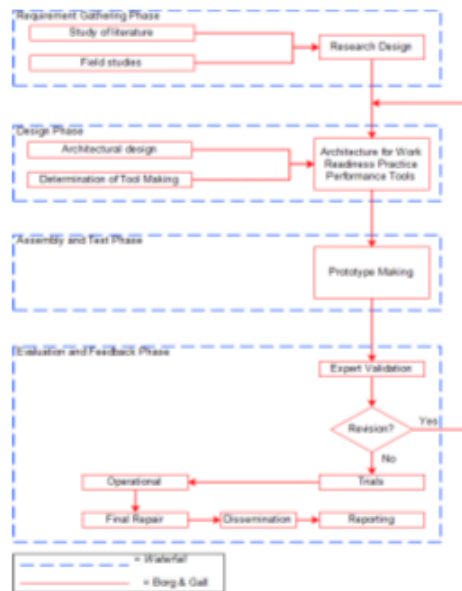 Requirement Gathering Phase
Study of literature
Field studies
Research Design
Design Phase
Architectural design
Determination of Tool Making
Architecture for Work
Readiness Practice
Performance Tools
Assembly and Test Phase
Prototype Making
Evaluation and Feedback Phase
Expert Validation
Revision?
Yes
No
Operational
Trials
Final Repair
Dissemination
Reporting
= Waterfall
= Borg & Gall